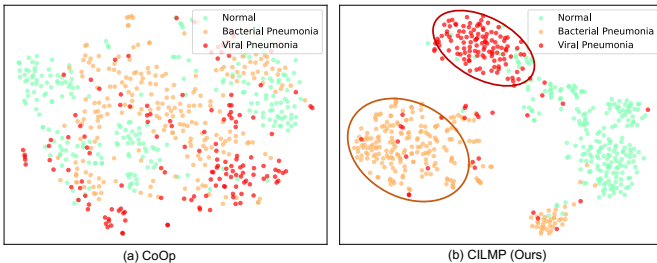 Normal
Bacterial Pneumonia
Viral Pneumonia
Normal
Bacterial Pneumonia
Viral Pneumonia
(a) CoOp
(b) CILMP (Ours)